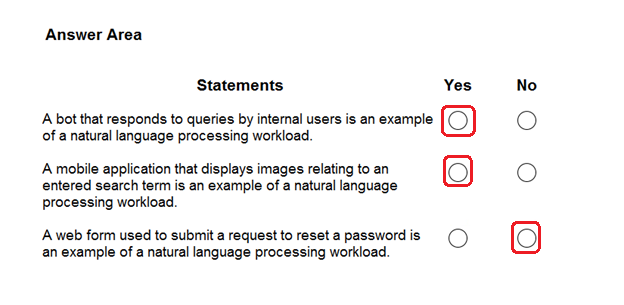 Answer Area
Statements Yes No
A bot that responds to queries by internal users is an example
of a natural language processing workload.
A mobile application that displays images relating to an
entered search term is an example of a natural language
processing workload.
A web form used to submit a request to reset a password is
an example of a natural language processing workload.